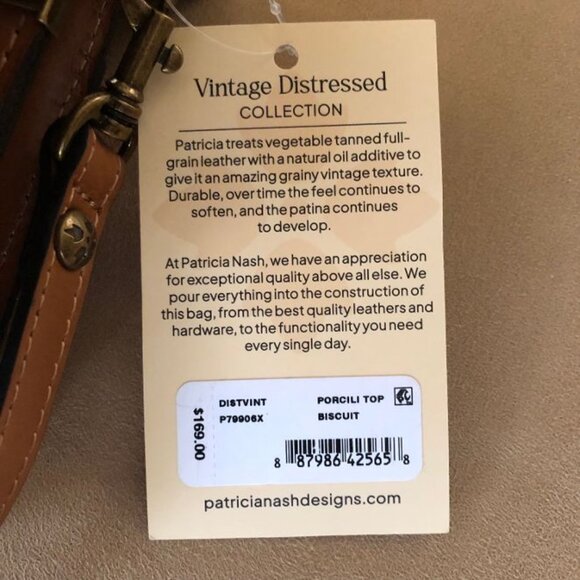 Vintage Distressed
COLLECTION
Patricia treats vegetable tanned full-
grain leather with a natural oil additive to
give it an amazing grainy vintage texture.
Durable, over time the feel continues to
soften, and the patina continues
to develop.
At Patricia Nash, we have an appreciation
for exceptional quality above all else. We
pour everything into the construction of
this bag, from the best quality leathers and
hardware, to the functionality you need
every single day.
$169.00
DISTVINT
P79906X
PORCILI TOP
BISCUIT
8 87986 42565 8
patricianashdesigns.com